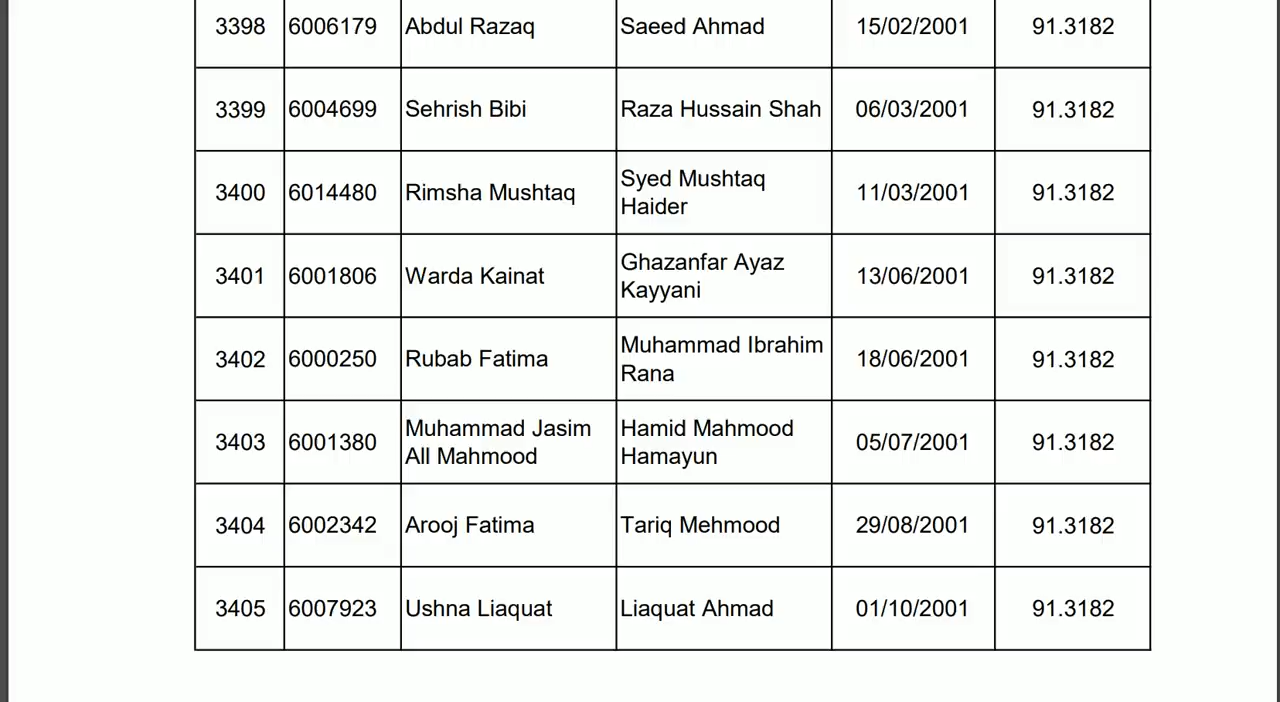 3398 6006179 Abdul Razaq Saeed Ahmad 15/02/2001 91.3182
3399 6004699 Sehrish Bibi Raza Hussain Shah 06/03/2001 91.3182
3400 6014480 Rimsha Mushtaq Syed Mushtaq Haider 11/03/2001 91.3182
3401 6001806 Warda Kainat Ghazanfar Ayaz Kayyani 13/06/2001 91.3182
3402 6000250 Rubab Fatima Muhammad Ibrahim Rana 18/06/2001 91.3182
3403 6001380 Muhammad Jasim All Mahmood Hamid Mahmood Hamayun 05/07/2001 91.3182
3404 6002342 Arooj Fatima Tariq Mehmood 29/08/2001 91.3182
3405 6007923 Ushna Liaquat Liaquat Ahmad 01/10/2001 91.3182